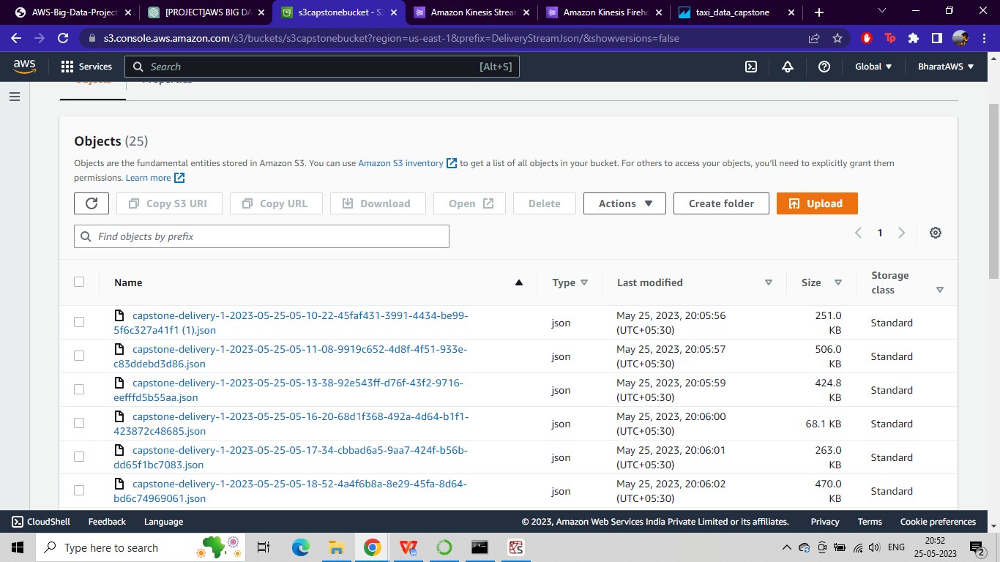 AWS-Big-Data-Project
[PROJECT]AWS BIG DA
s3capstonebucket - S3
Amazon Kinesis Stream
Amazon Kinesis Fireho
taxi_data_capstone
s3.console.aws.amazon.com/s3/buckets/s3capstonebucket?region=us-east-1&prefix=DeliveryStreamJson/&showversions=false
aws
Services
Search
[Alt+S]
Global
BharatAWS
Objects
Properties
Objects (25)
Objects are the fundamental entities stored in Amazon S3. You can use Amazon S3 inventory to get a list of all objects in your bucket. For others to access your objects, you'll need to explicitly grant them
permissions. Learn more
Copy S3 URI
Copy URL
Download
Open
Delete
Actions
Create folder
Upload
Find objects by prefix
1
Name
Type
Last modified
Size
Storage
class
capstone-delivery-1-2023-05-25-05-10-22-45faf431-3991-4434-be99-
5f6c327a41f1 (1).json
json
May 25, 2023, 20:05:56
(UTC+05:30)
251.0
KB
Standard
capstone-delivery-1-2023-05-25-05-11-08-9919c652-4d8f-4f51-933e-
c83ddebd3d86.json
json
May 25, 2023, 20:05:57
(UTC+05:30)
506.0
KB
Standard
capstone-delivery-1-2023-05-25-05-13-38-92e543ff-d76f-43f2-9716-
eefffd5b55aa.json
json
May 25, 2023, 20:05:59
(UTC+05:30)
424.8
KB
Standard
capstone-delivery-1-2023-05-25-05-16-20-68d1f368-492a-4d64-b1f1-
423872c48685.json
json
May 25, 2023, 20:06:00
(UTC+05:30)
68.1 KB
Standard
capstone-delivery-1-2023-05-25-05-17-34-cbbad6a5-9aa7-424f-b56b-
dd65f1bc7083.json
json
May 25, 2023, 20:06:01
(UTC+05:30)
263.0
KB
Standard
capstone-delivery-1-2023-05-25-05-18-52-4a4f6b8a-8e29-45fa-8d64-
bd6c74969061.json
json
May 25, 2023, 20:06:02
(UTC+05:30)
470.0
KB
Standard
CloudShell
Feedback
Language
© 2023, Amazon Web Services India Private Limited or its affiliates.
Privacy
Terms
Cookie preferences
Type here to search
ENG
20:52
25-05-2023
2